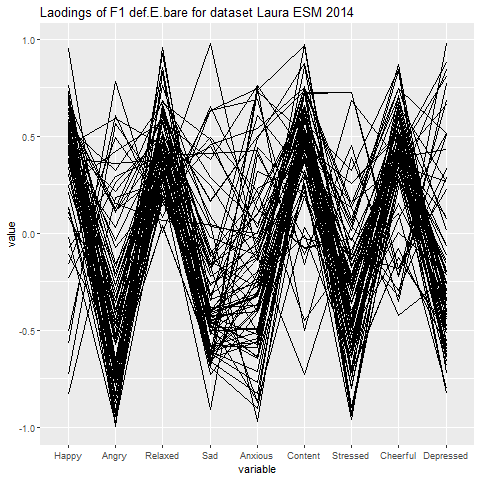 Laodings of F1 def.E.bare for dataset Laura ESM 2014
1.0
0.5
0.0
-0.5
-1.0
value
Happy Angry Relaxed Sad Anxious Content Stressed Cheerful Depressed
variable